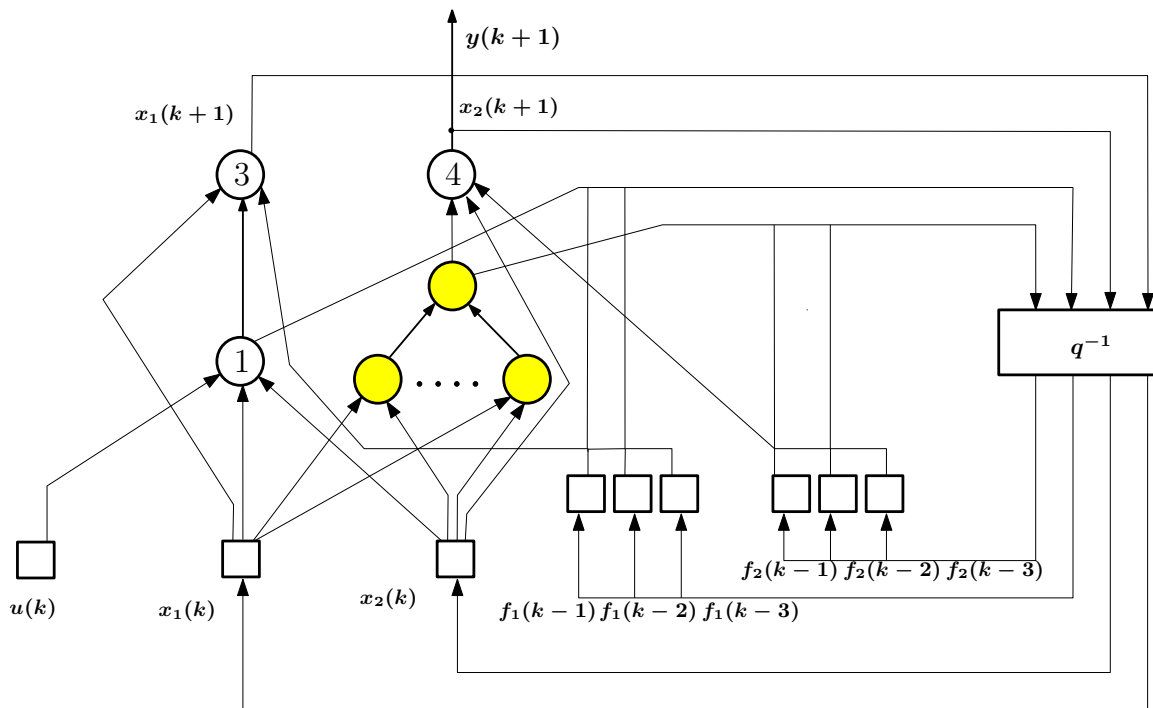 y(k + 1)
x₁(k + 1)
x₂(k + 1)
3
4
1
q⁻¹
u(k)
x₁(k)
x₂(k)
f₁(k − 1) f₁(k − 2) f₁(k − 3)
f₂(k − 1) f₂(k − 2) f₂(k − 3)